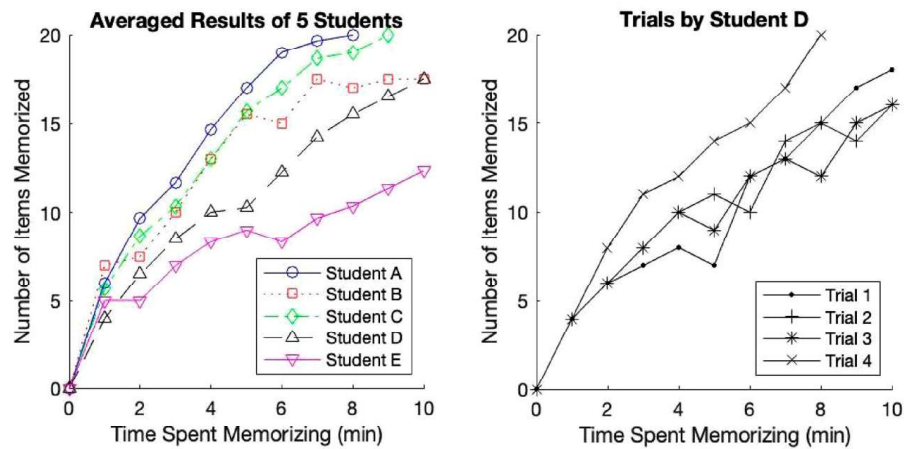 Averaged Results of 5 Students
Number of Items Memorized
20
15
10
5
0
0 2 4 6 8 10
Time Spent Memorizing (min)
Student A
Student B
Student C
Student D
Student E
Trials by Student D
Number of Items Memorized
20
15
10
5
0
0 2 4 6 8 10
Time Spent Memorizing (min)
Trial 1
Trial 2
Trial 3
Trial 4